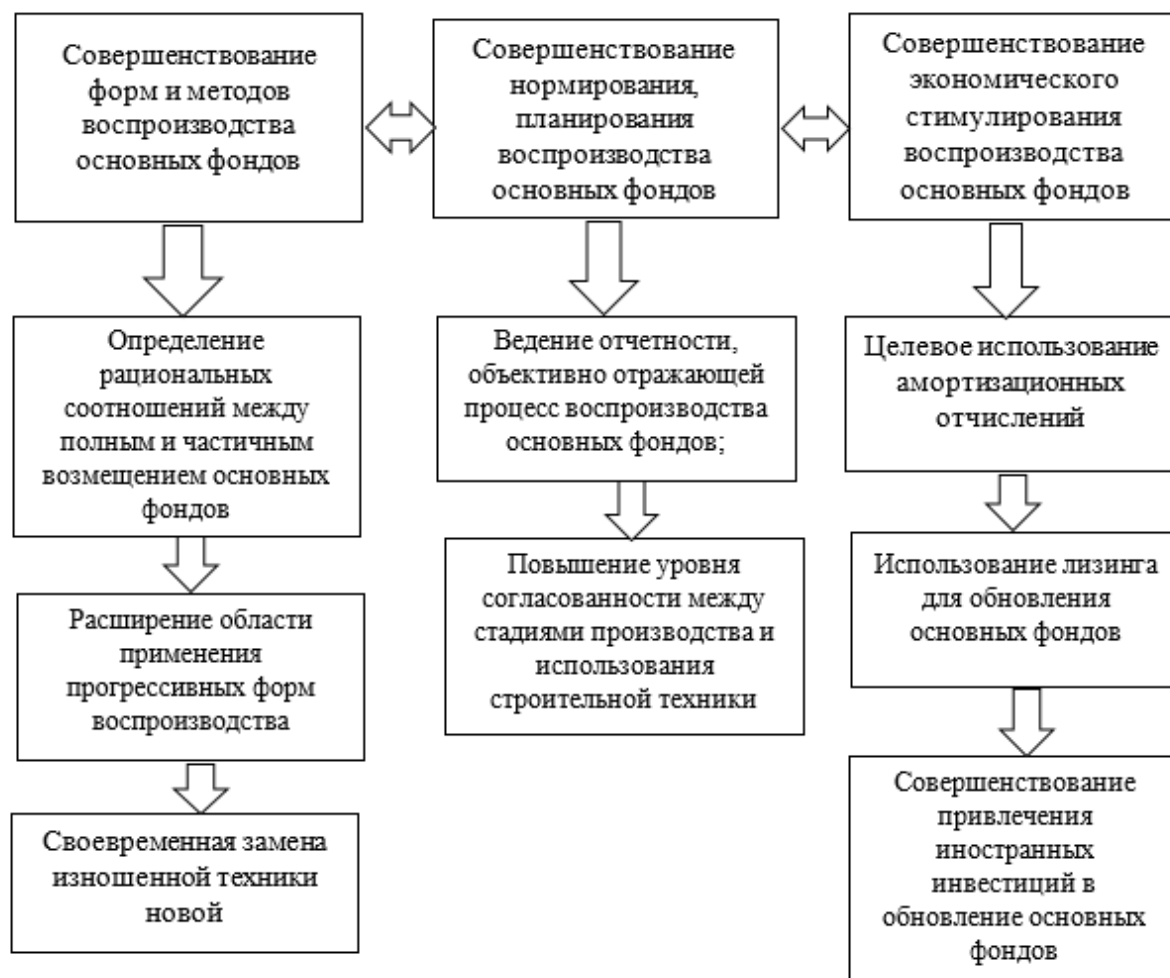 Совершенствование
форм и методов
воспроизводства
основных фондов
Совершенствование
нормирования,
планирования
воспроизводства
основных фондов
Совершенствование
экономического
стимулирования
воспроизводства
основных фондов
Определение
рациональных
соотношений между
полным и частичным
возмещением основных
фондов
Ведение отчетности,
объективно отражающей
процесс воспроизводства
основных фондов;
Целевое использование
амортизационных
отчислений
Расширение области
применения
прогрессивных форм
воспроизводства
Повышение уровня
согласованности между
стадиями производства и
использования
строительной техники
Использование лизинга
для обновления
основных фондов
Своевременная замена
изношенной техники
новой
Совершенствование
привлечения
иностранных
инвестиций в
обновление основных
фондов